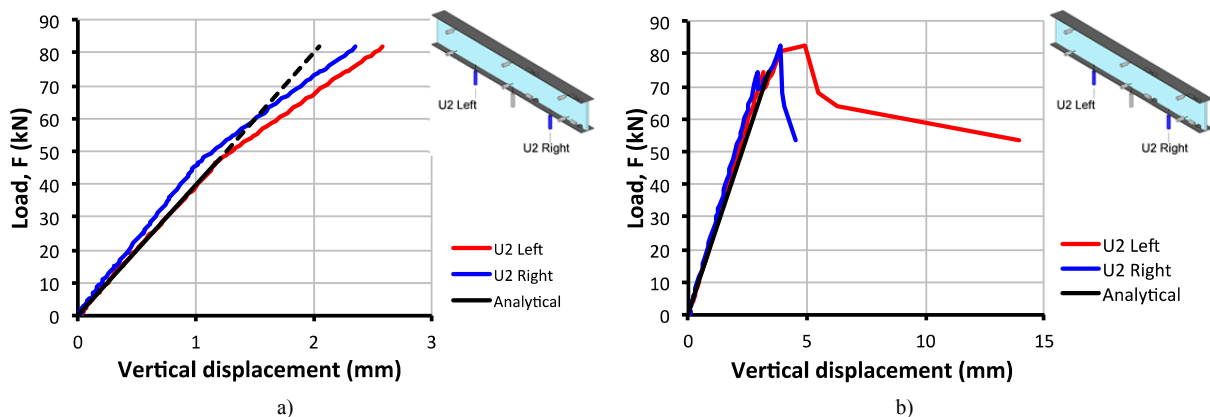 Load, F (kN)
90
80
70
60
50
40
30
20
10
0
0 1 2 3
Vertical displacement (mm)
U2 Left
U2 Right
U2 Left
U2 Right
Analytical
a)
Load, F (kN)
90
80
70
60
50
40
30
20
10
0
0 5 10 15
Vertical displacement (mm)
U2 Left
U2 Right
U2 Left
U2 Right
Analytical
b)